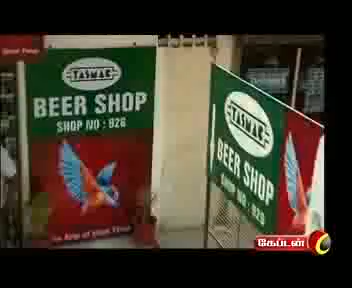 TASMAC
BEER SHOP
SHOP NO : 926
TASMAC
BEER SHOP
SHOP NO : 926
கேப்டன்